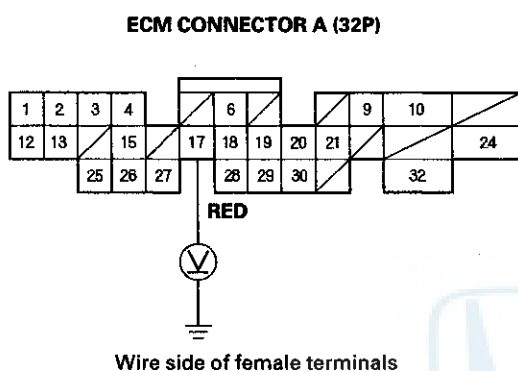 ECM CONNECTOR A (32P)
1 2 3 4 6 9 10
12 13 15 17 18 19 20 21 24
25 26 27 28 29 30 32
RED
V
Wire side of female terminals